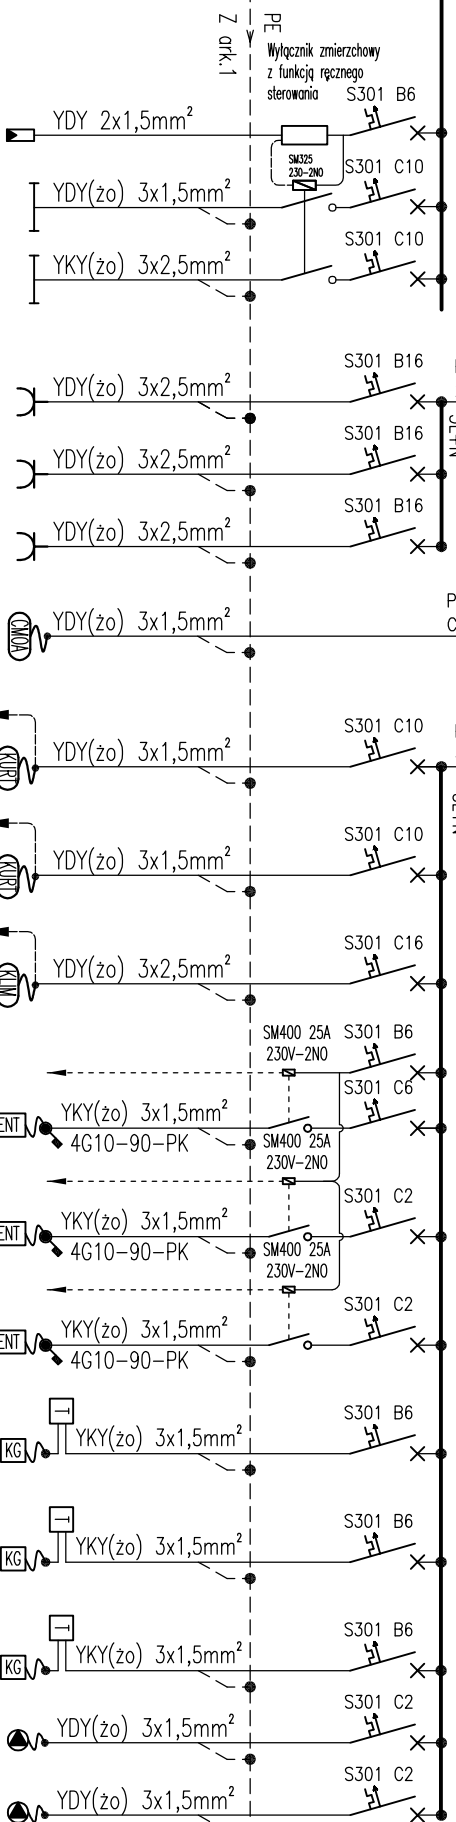 PE
Z ark.1
Wyłącznik zmierzchowy
z funkcją ręcznego
sterowania
S301 B6
YDY 2x1,5mm²
SM325
230-2NO
S301 C10
YDY(żo) 3x1,5mm²
S301 C10
YKY(żo) 3x2,5mm²
S301 B16
YDY(żo) 3x2,5mm²
S301 B16
YDY(żo) 3x2,5mm²
S301 B16
YDY(żo) 3x2,5mm²
P
C
YDY(żo) 3x1,5mm²
CMOA
S301 C10
YDY(żo) 3x1,5mm²
KURT
S301 C10
YDY(żo) 3x1,5mm²
KURT
S301 C16
YDY(żo) 3x2,5mm²
KLIM
SM400 25A
230V-2NO
S301 B6
S301 C6
YKY(żo) 3x1,5mm²
ENT
4G10-90-PK
SM400 25A
230V-2NO
S301 C2
YKY(żo) 3x1,5mm²
ENT
4G10-90-PK
SM400 25A
230V-2NO
S301 C2
YKY(żo) 3x1,5mm²
ENT
4G10-90-PK
T
S301 B6
YKY(żo) 3x1,5mm²
KG
T
S301 B6
YKY(żo) 3x1,5mm²
KG
T
S301 B6
YKY(żo) 3x1,5mm²
KG
S301 C2
YDY(żo) 3x1,5mm²
S301 C2
YDY(żo) 3x1,5mm²